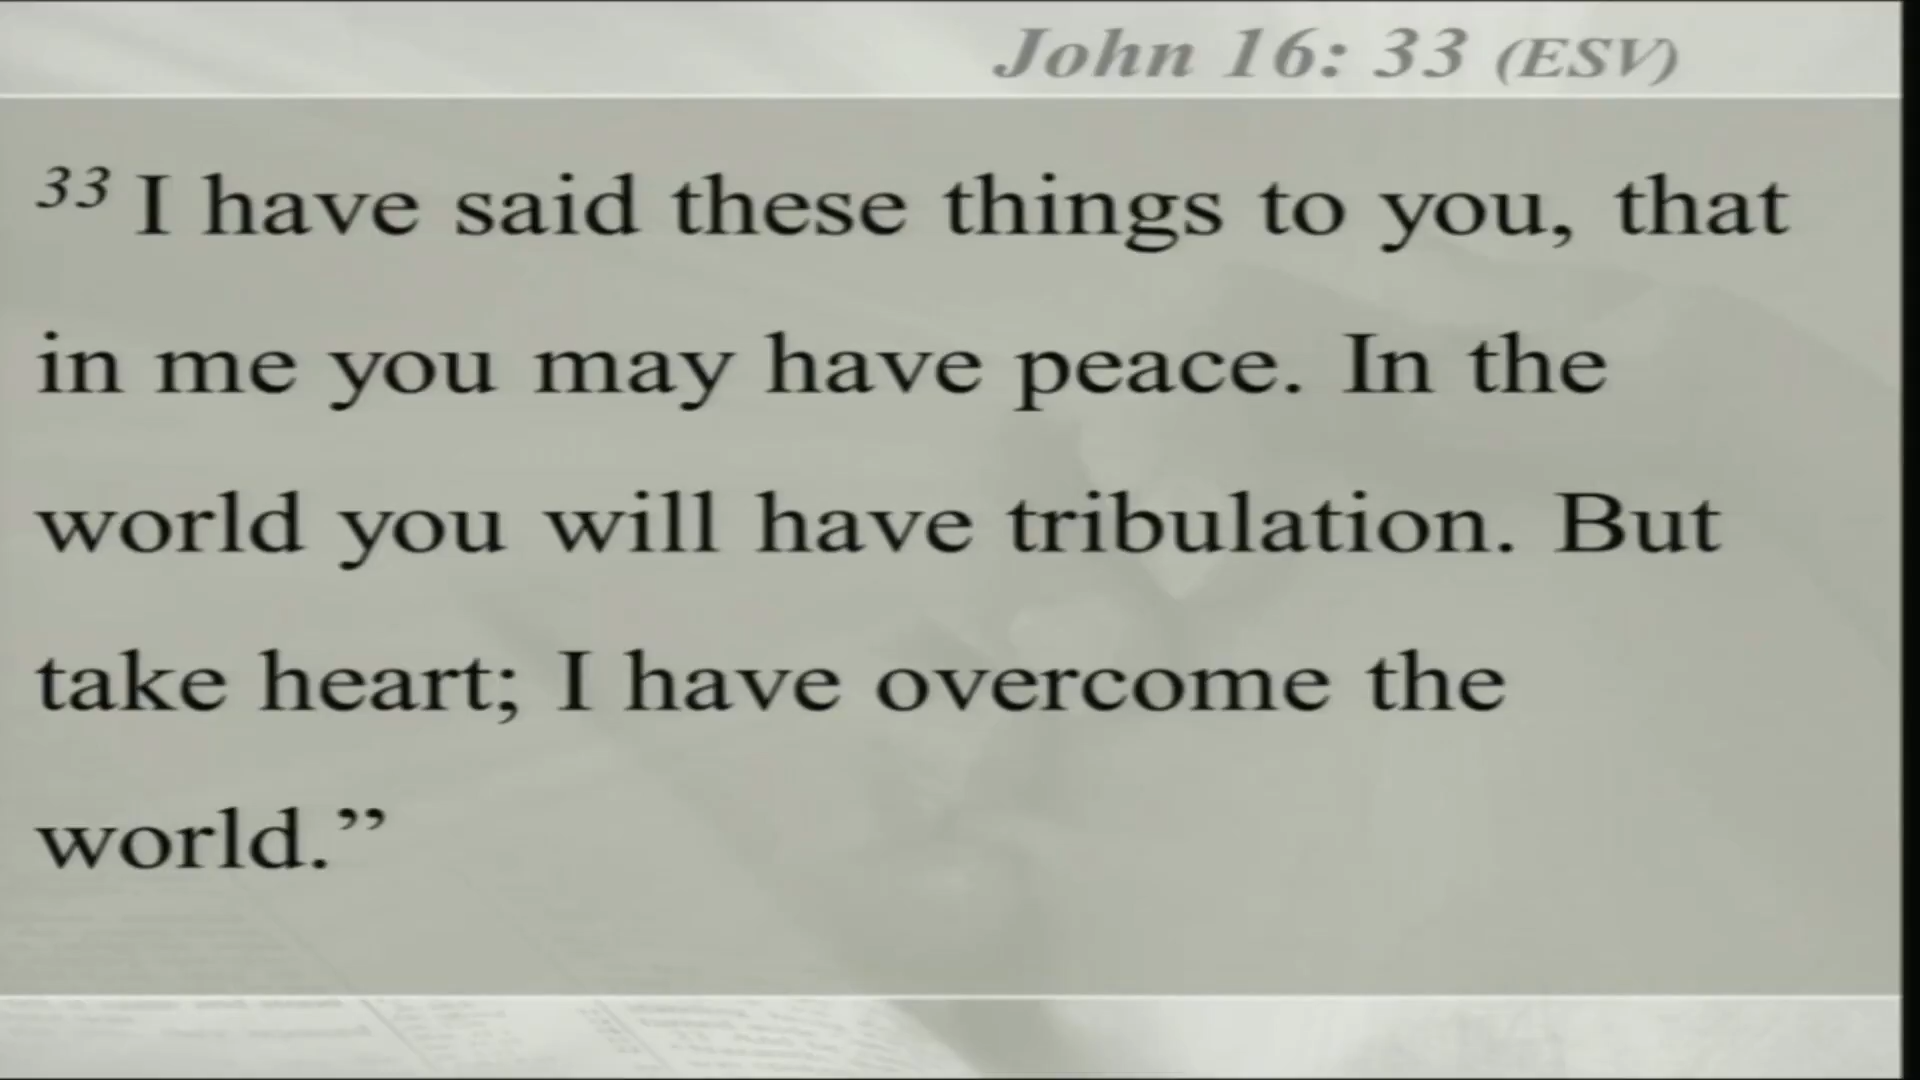 John 16: 33 (ESV)
33 I have said these things to you, that
in me you may have peace. In the
world you will have tribulation. But
take heart; I have overcome the
world.”